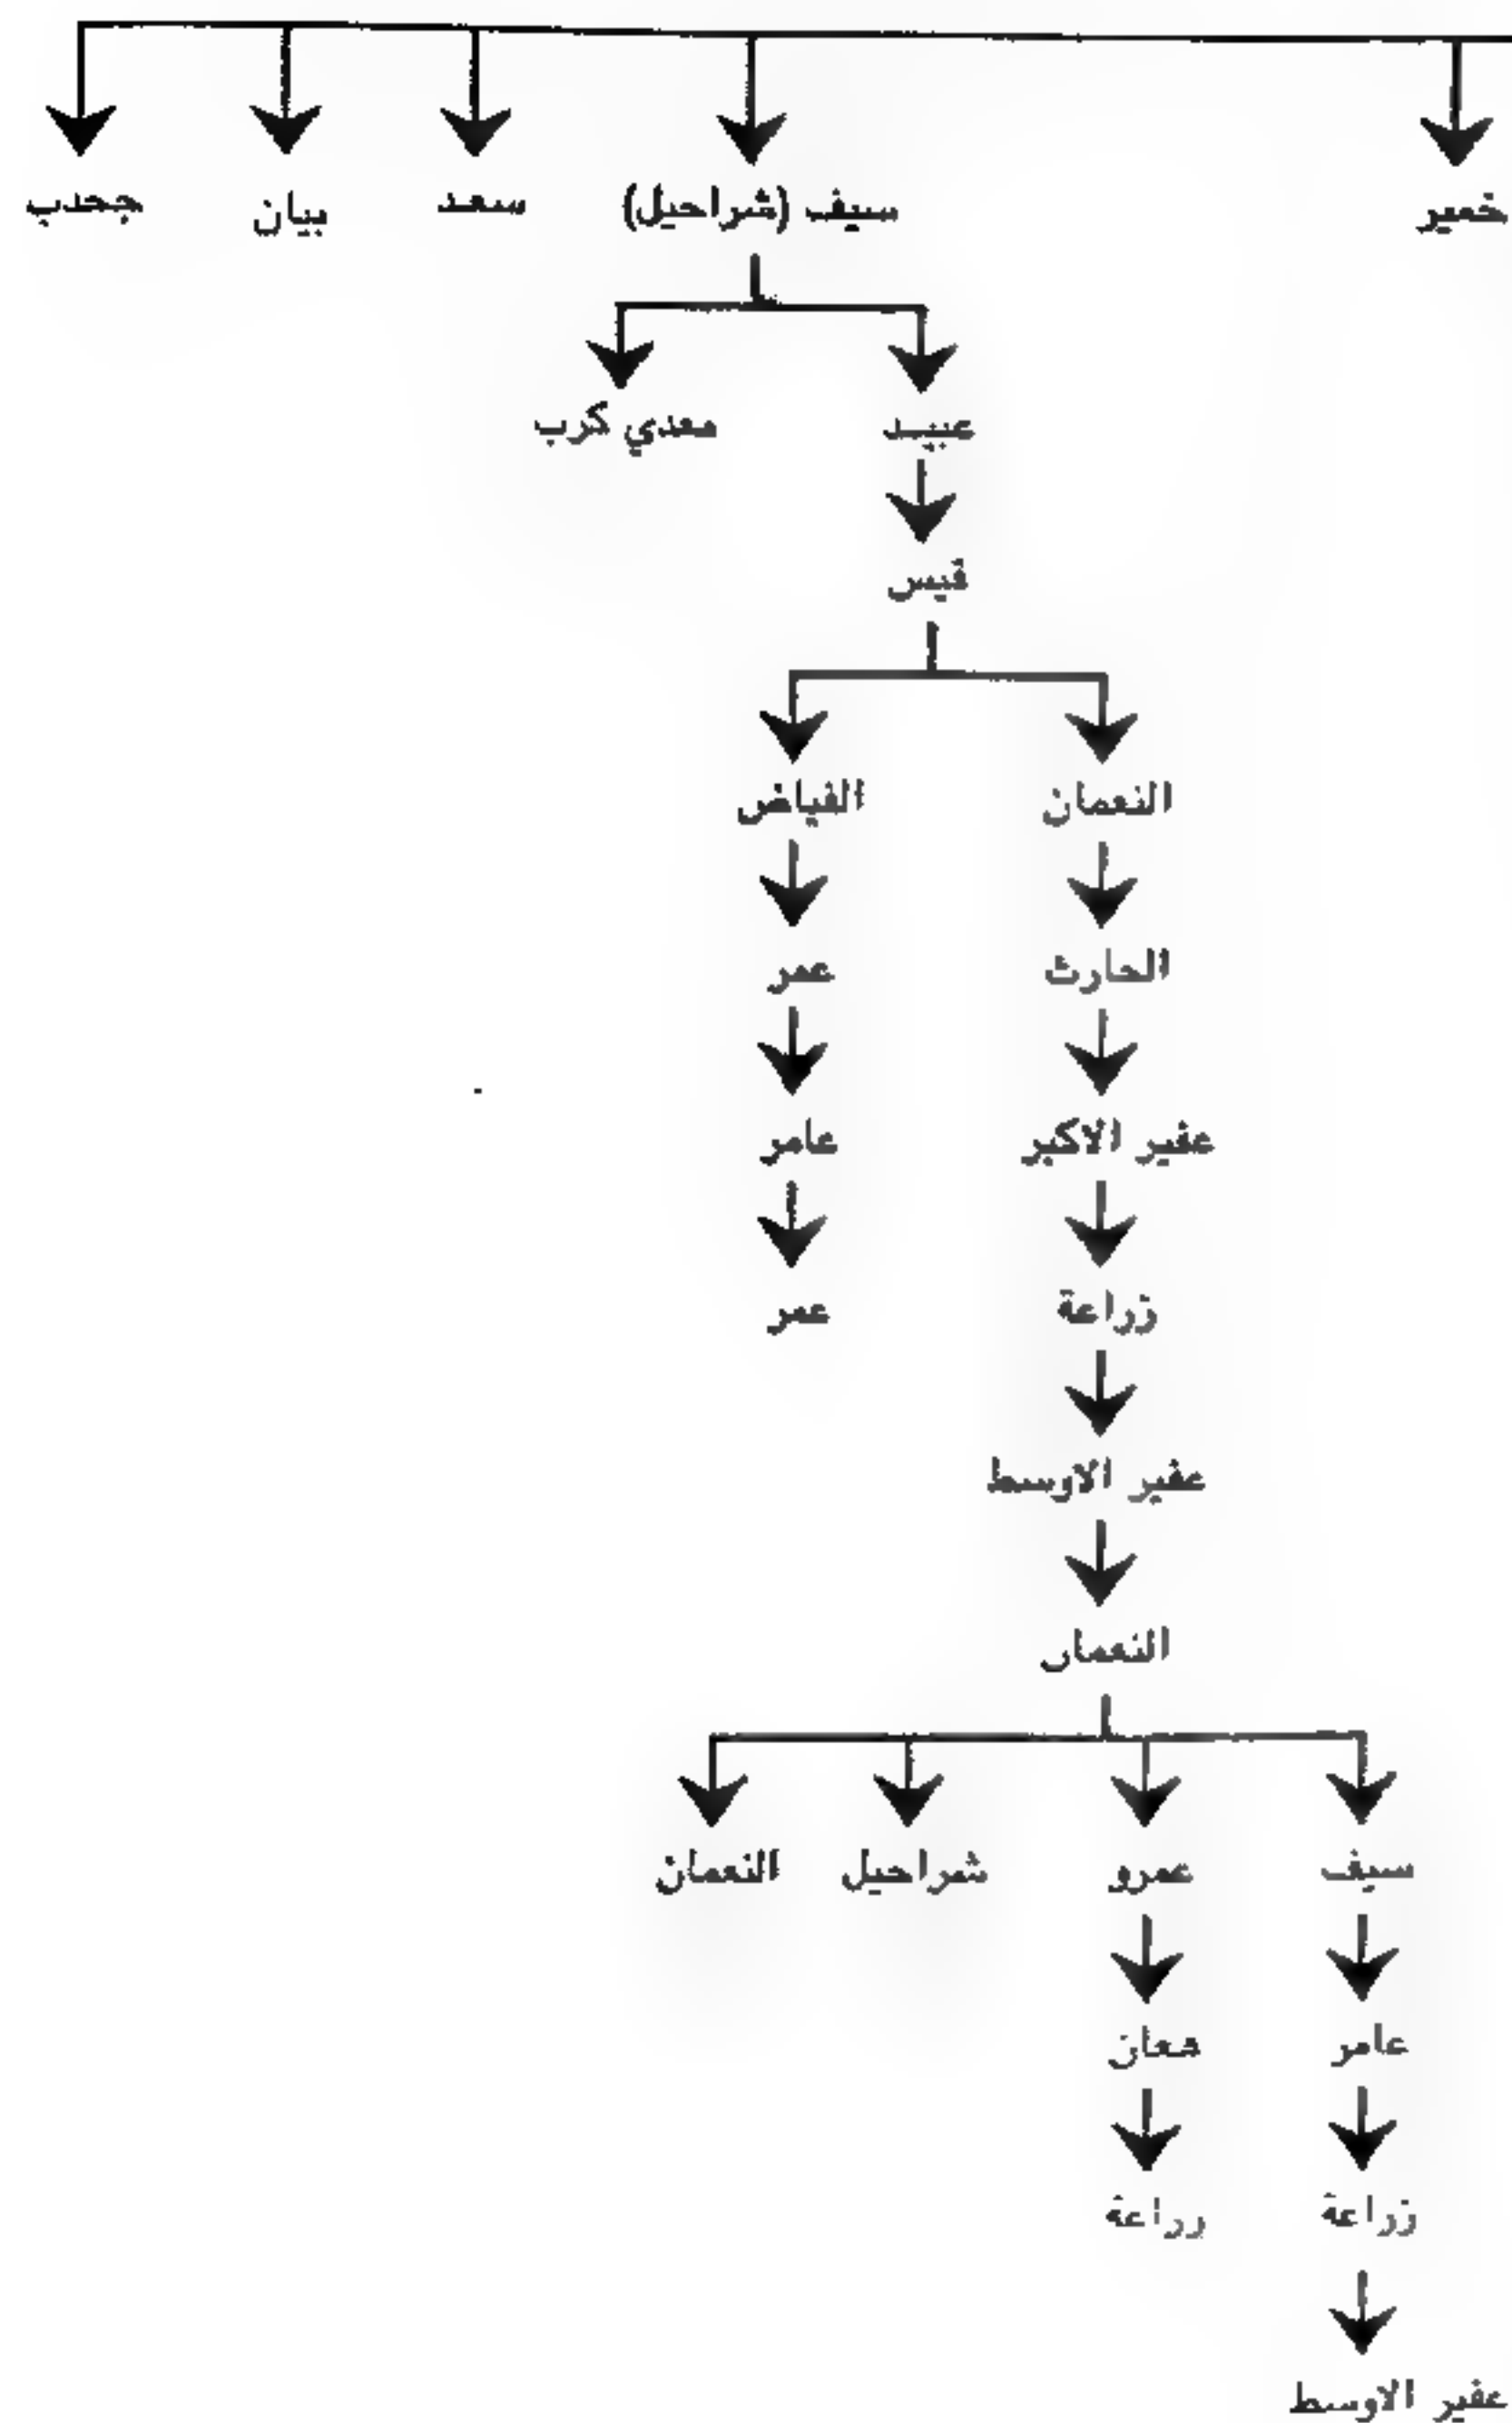 خمير سيف (شراحيل) سعد بيان جحدب
عبيد معدي كرب
قيس
النعمان الفياض
الحارث عمر
عفير الاكبر عامر
زراعة عمر
عفير الاوسط
النعمان
سيف عمرو شراحيل النعمان
عامر معان
زراعة زراعة
عفير الاوسط